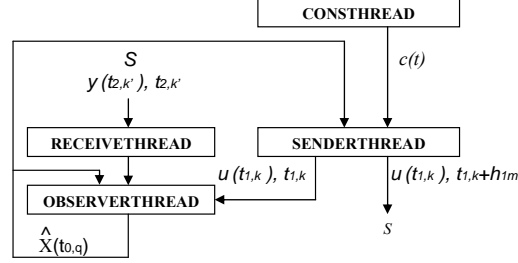 CONSTHREAD
c(t)
S
y (t2,k'), t2,k'
RECEIVETHREAD
SENDERTHREAD
u (t1,k), t1,k
u (t1,k), t1,k+h1m
OBSERVERTHREAD
S
^
X(t0,q)